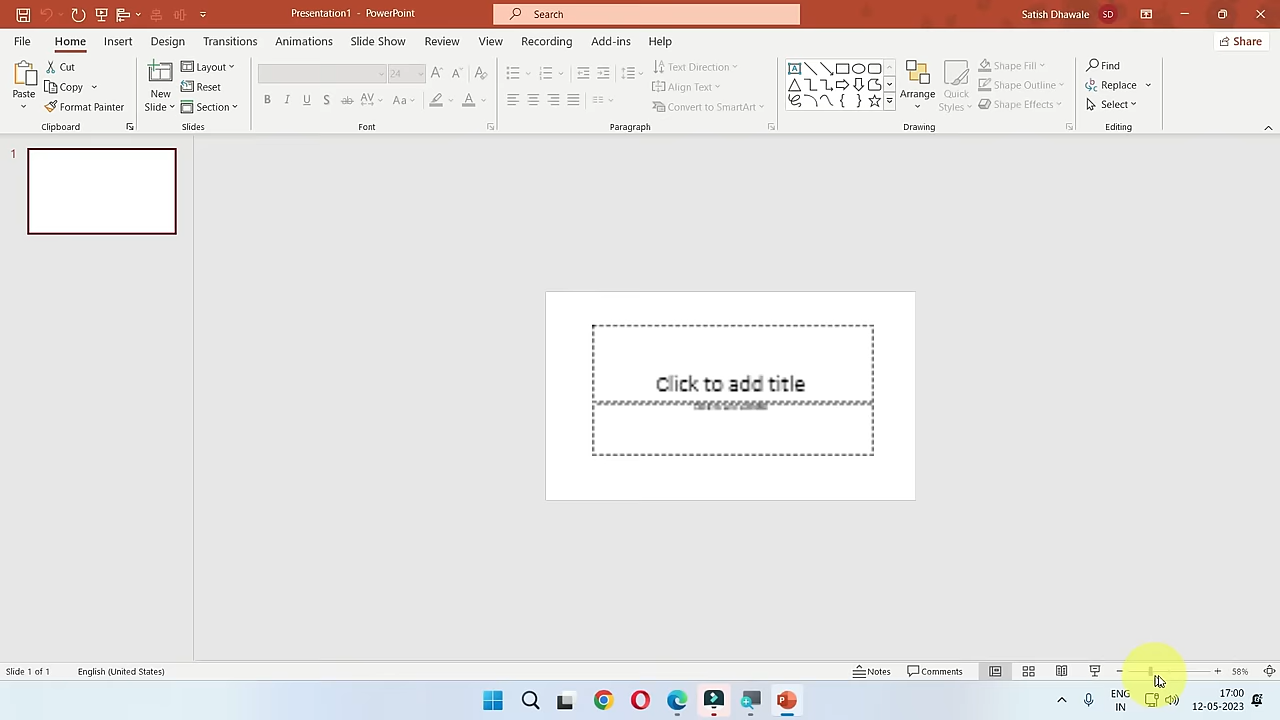 Presentation1 - PowerPoint
Search
Satish Dhawale
SD
File
Home
Insert
Design
Transitions
Animations
Slide Show
Review
View
Recording
Add-ins
Help
Share
Paste
Cut
Copy
Format Painter
Clipboard
New
Slide
Layout
Reset
Section
Slides
24
B I U S ab AV Aa A
Font
Text Direction
Align Text
Convert to SmartArt
Paragraph
Arrange
Quick
Styles
Shape Fill
Shape Outline
Shape Effects
Drawing
Find
Replace
Select
Editing
1
Click to add title
Slide 1 of 1
English (United States)
Notes
Comments
58%
ENG
IN
17:00
12-05-2023